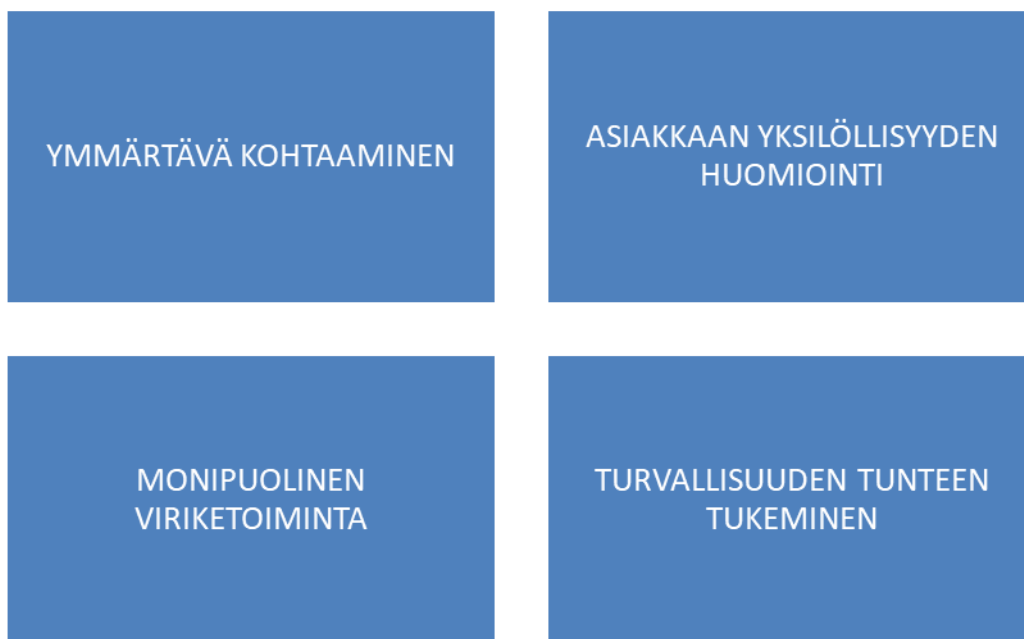 YMMÄRTÄVÄ KOHTAAMINEN
ASIAKKAAN YKSILÖLLISYYDEN
HUOMIOINTI
MONIPUOLINEN
VIRIKETOIMINTA
TURVALLISUUDEN TUNTEEN
TUKEMINEN